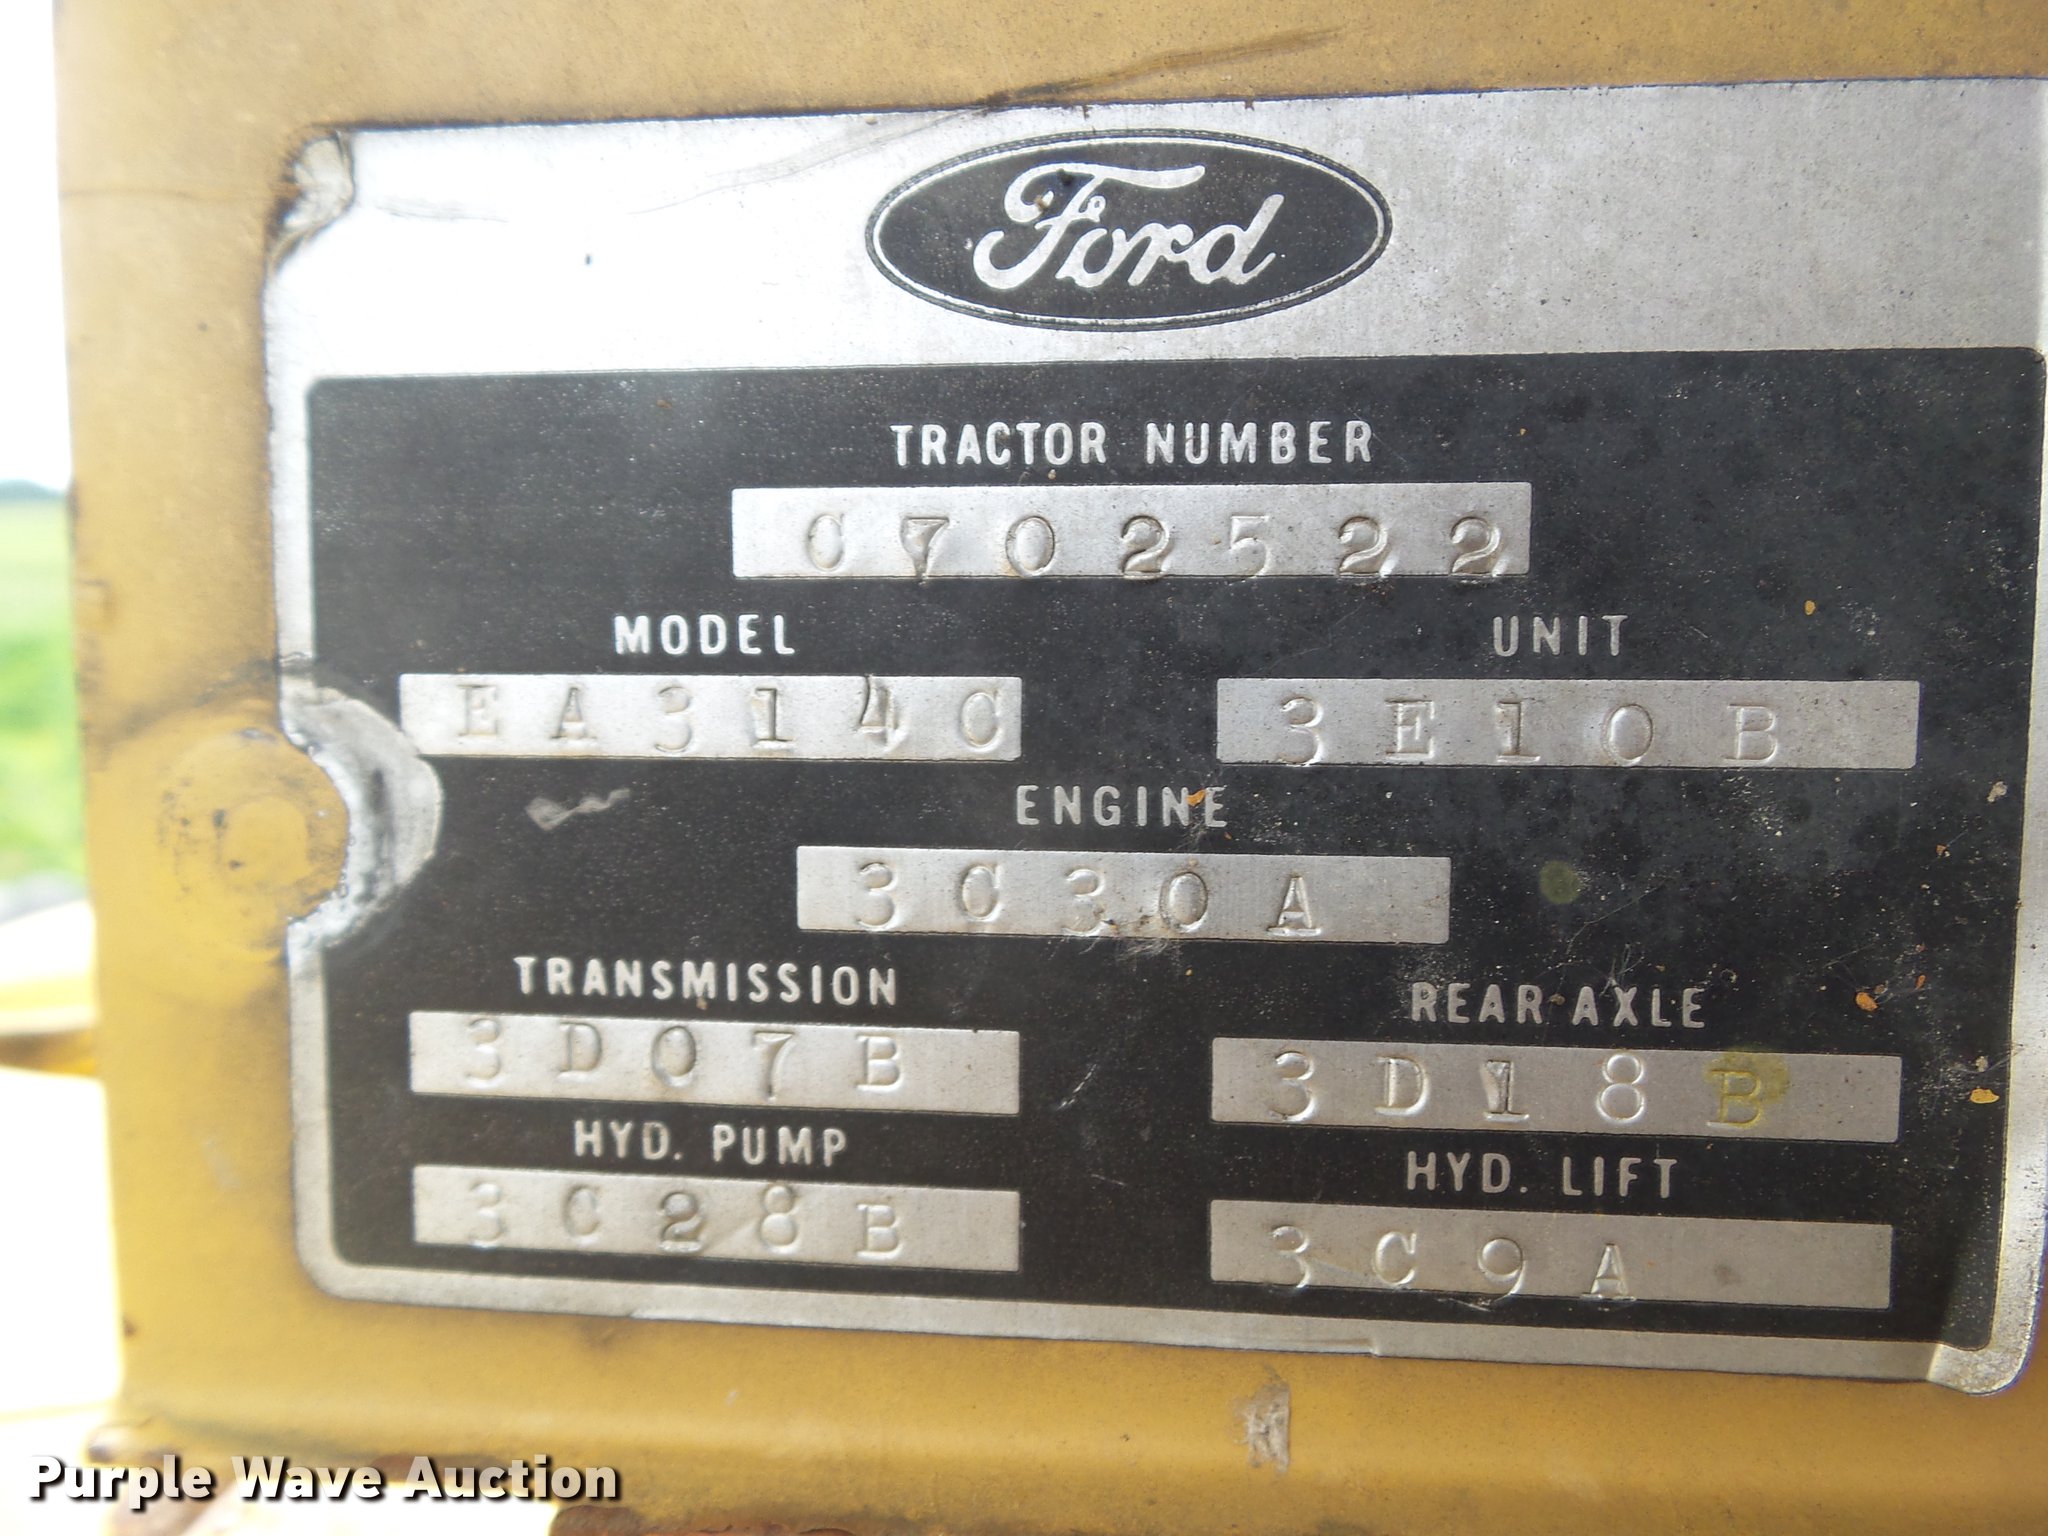 Ford
TRACTOR NUMBER
C702522
MODEL UNIT
EA314C 3E10B
ENGINE
3C30A
TRANSMISSION REAR AXLE
3D07B 3D18B
HYD. PUMP HYD. LIFT
3C28B 3C9A
Purple Wave Auction